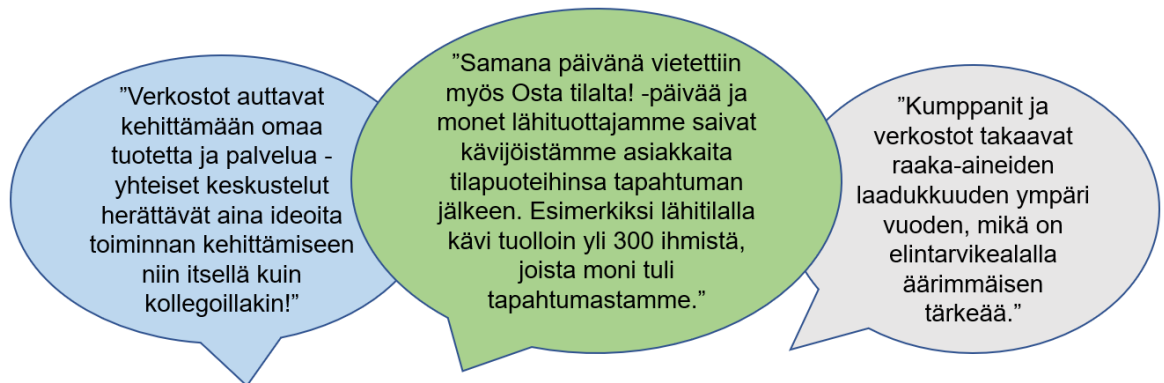 ”Verkostot auttavat
kehittämään omaa
tuotetta ja palvelua -
yhteiset keskustelut
herättävät aina ideoita
toiminnan kehittämiseen
niin itsellä kuin
kollegoillakin!”
”Samana päivänä vietettiin
myös Osta tilalta! -päivää ja
monet lähituottajamme saivat
kävijöistämme asiakkaita
tilapuoteihinsa tapahtuman
jälkeen. Esimerkiksi lähitilalla
kävi tuolloin yli 300 ihmistä,
joista moni tuli
tapahtumastamme.”
”Kumppanit ja
verkostot takaavat
raaka-aineiden
laadukkuuden ympäri
vuoden, mikä on
elintarvikealalla
äärimmäisen
tärkeää.”